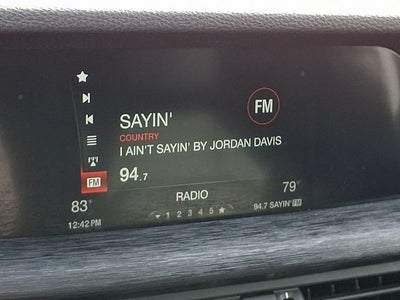 SAYIN'
FM
COUNTRY
I AIN'T SAYIN' BY JORDAN DAVIS
94.7
FM
RADIO
83°
79°
1 2 3 4 5
94.7 SAYIN' FM
12:42 PM